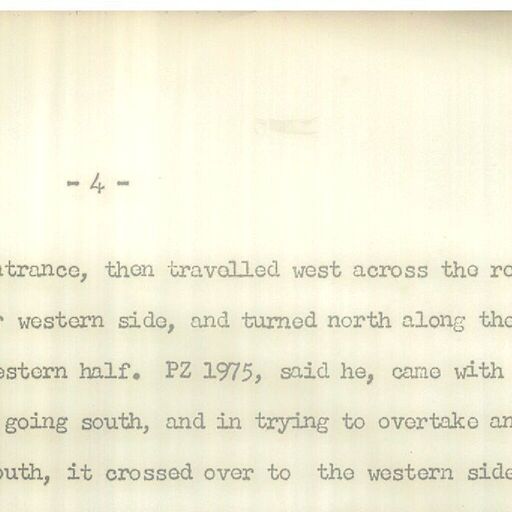 - 4 -
ntrance, then travelled west across the ro
r western side, and turned north along the
estern half. PZ 1975, said he, came with
going south, and in trying to overtake an
outh, it crossed over to the western side